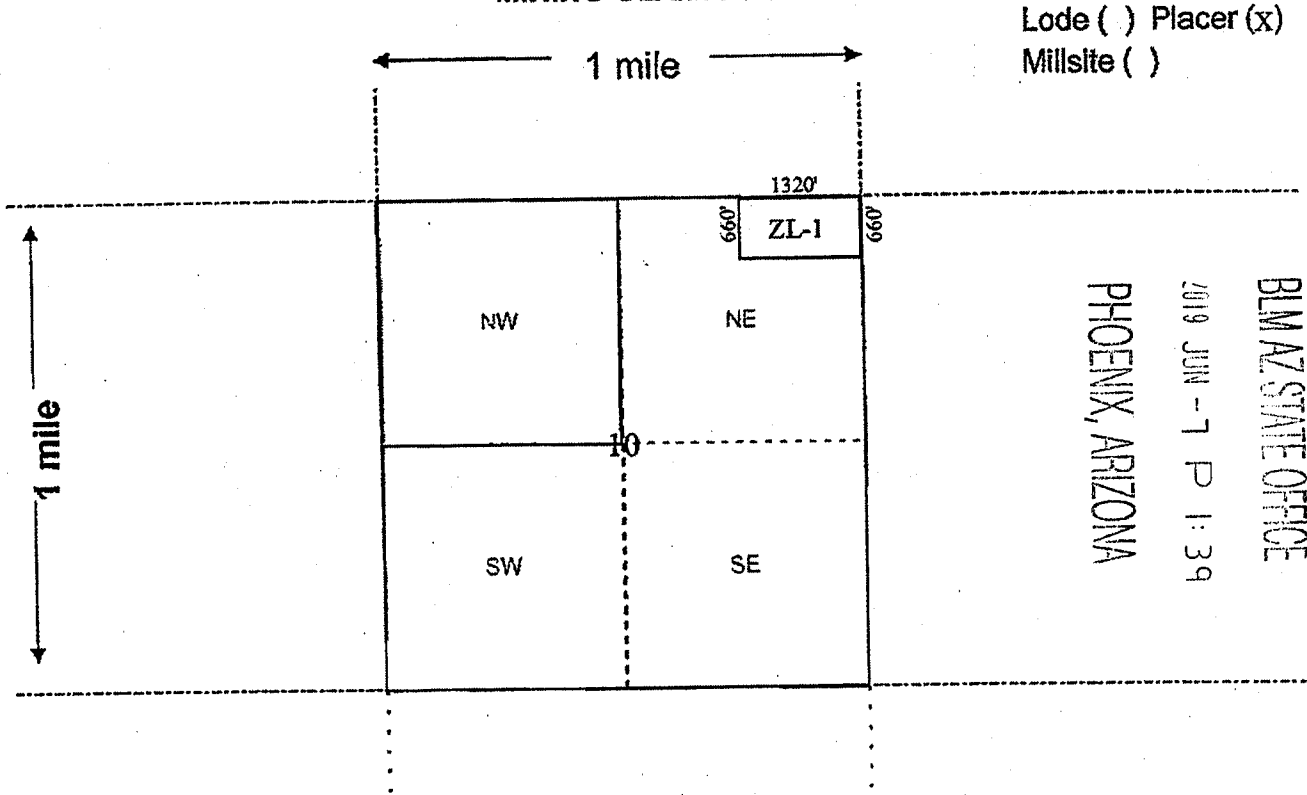 Lode ( ) Placer (x)
Millsite ( )
1 mile
1320'
660'
ZL-1
660'
NW
NE
1 mile
10
SW
SE
BLM AZ STATE OFFICE
2019 JUN -7 P 1: 39
PHOENIX, ARIZONA